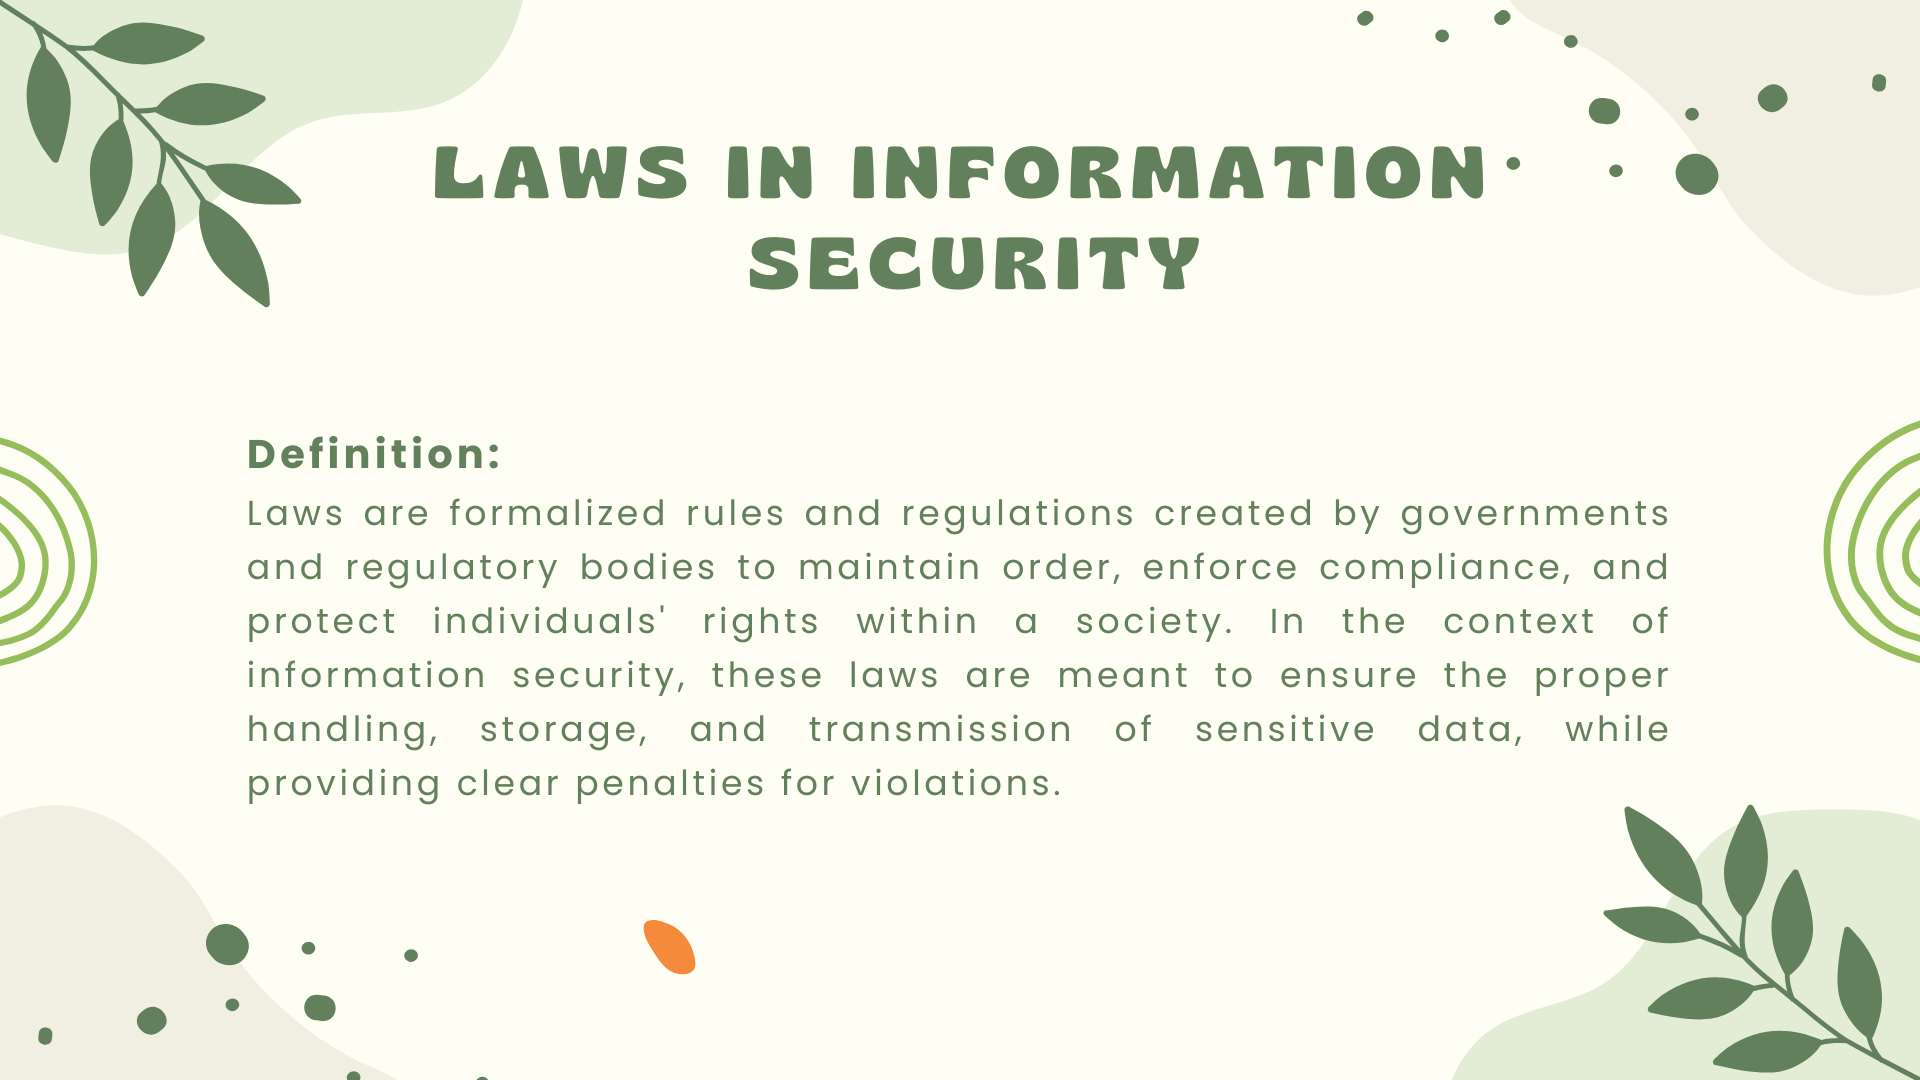 LAWS IN INFORMATION
SECURITY
Definition:
Laws are formalized rules and regulations created by governments
and regulatory bodies to maintain order, enforce compliance, and
protect individuals' rights within a society. In the context of
information security, these laws are meant to ensure the proper
handling, storage, and transmission of sensitive data, while
providing clear penalties for violations.